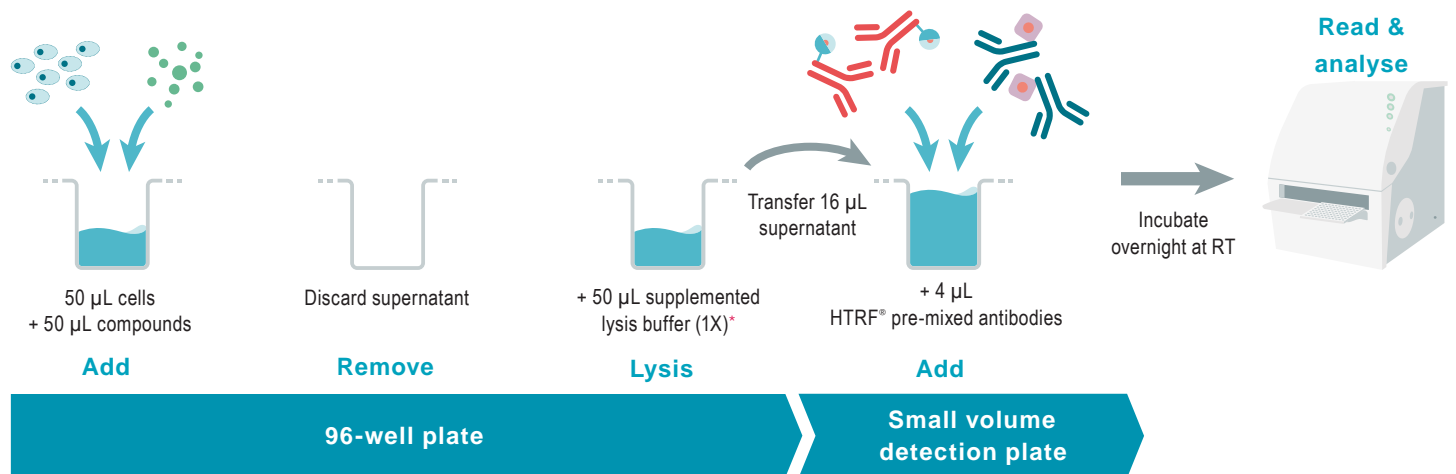 Read &
analyse
Transfer 16 µL
supernatant
Incubate
overnight at RT
50 µL cells
+ 50 µL compounds
Discard supernatant
+ 50 µL supplemented
lysis buffer (1X)*
+ 4 µL
HTRF® pre-mixed antibodies
Add
Remove
Lysis
Add
96-well plate
Small volume
detection plate